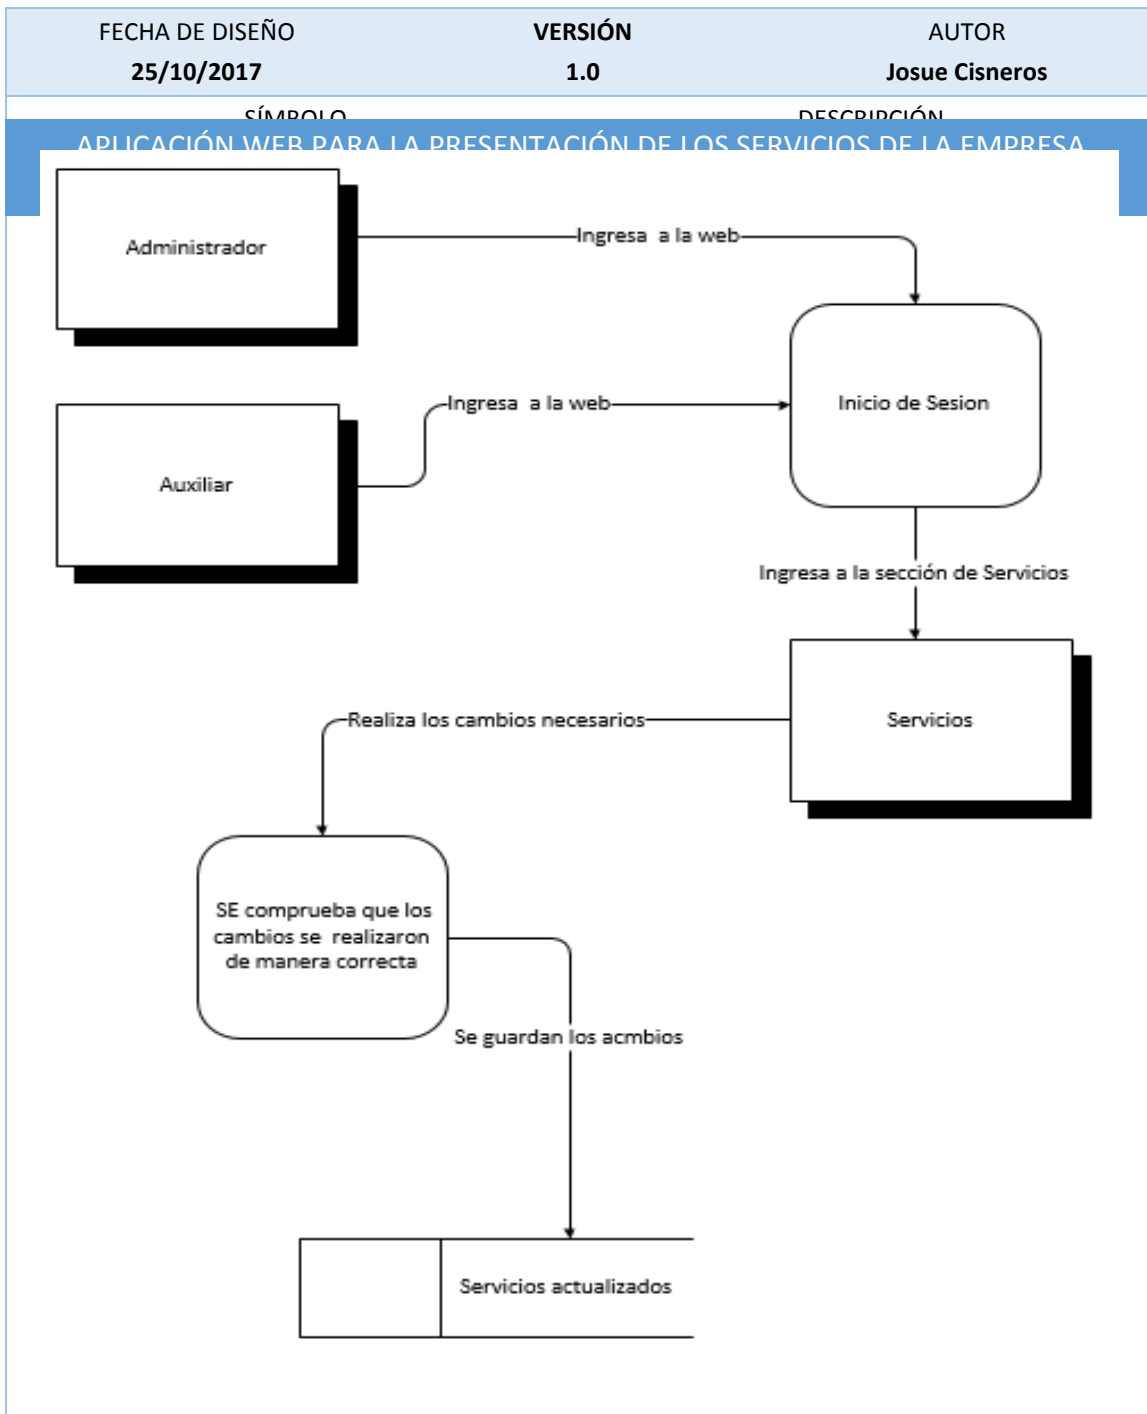 FECHA DE DISEÑO VERSIÓN AUTOR
25/10/2017 1.0 Josue Cisneros
SÍMBOLO DESCRIPCIÓN
APLICACIÓN WEB PARA LA PRESENTACIÓN DE LOS SERVICIOS DE LA EMPRESA
Administrador
Ingresa a la web
Ingresa a la web
Inicio de Sesion
Auxiliar
Ingresa a la sección de Servicios
Realiza los cambios necesarios
Servicios
SE comprueba que los
cambios se realizaron
de manera correcta
Se guardan los acmbios
Servicios actualizados